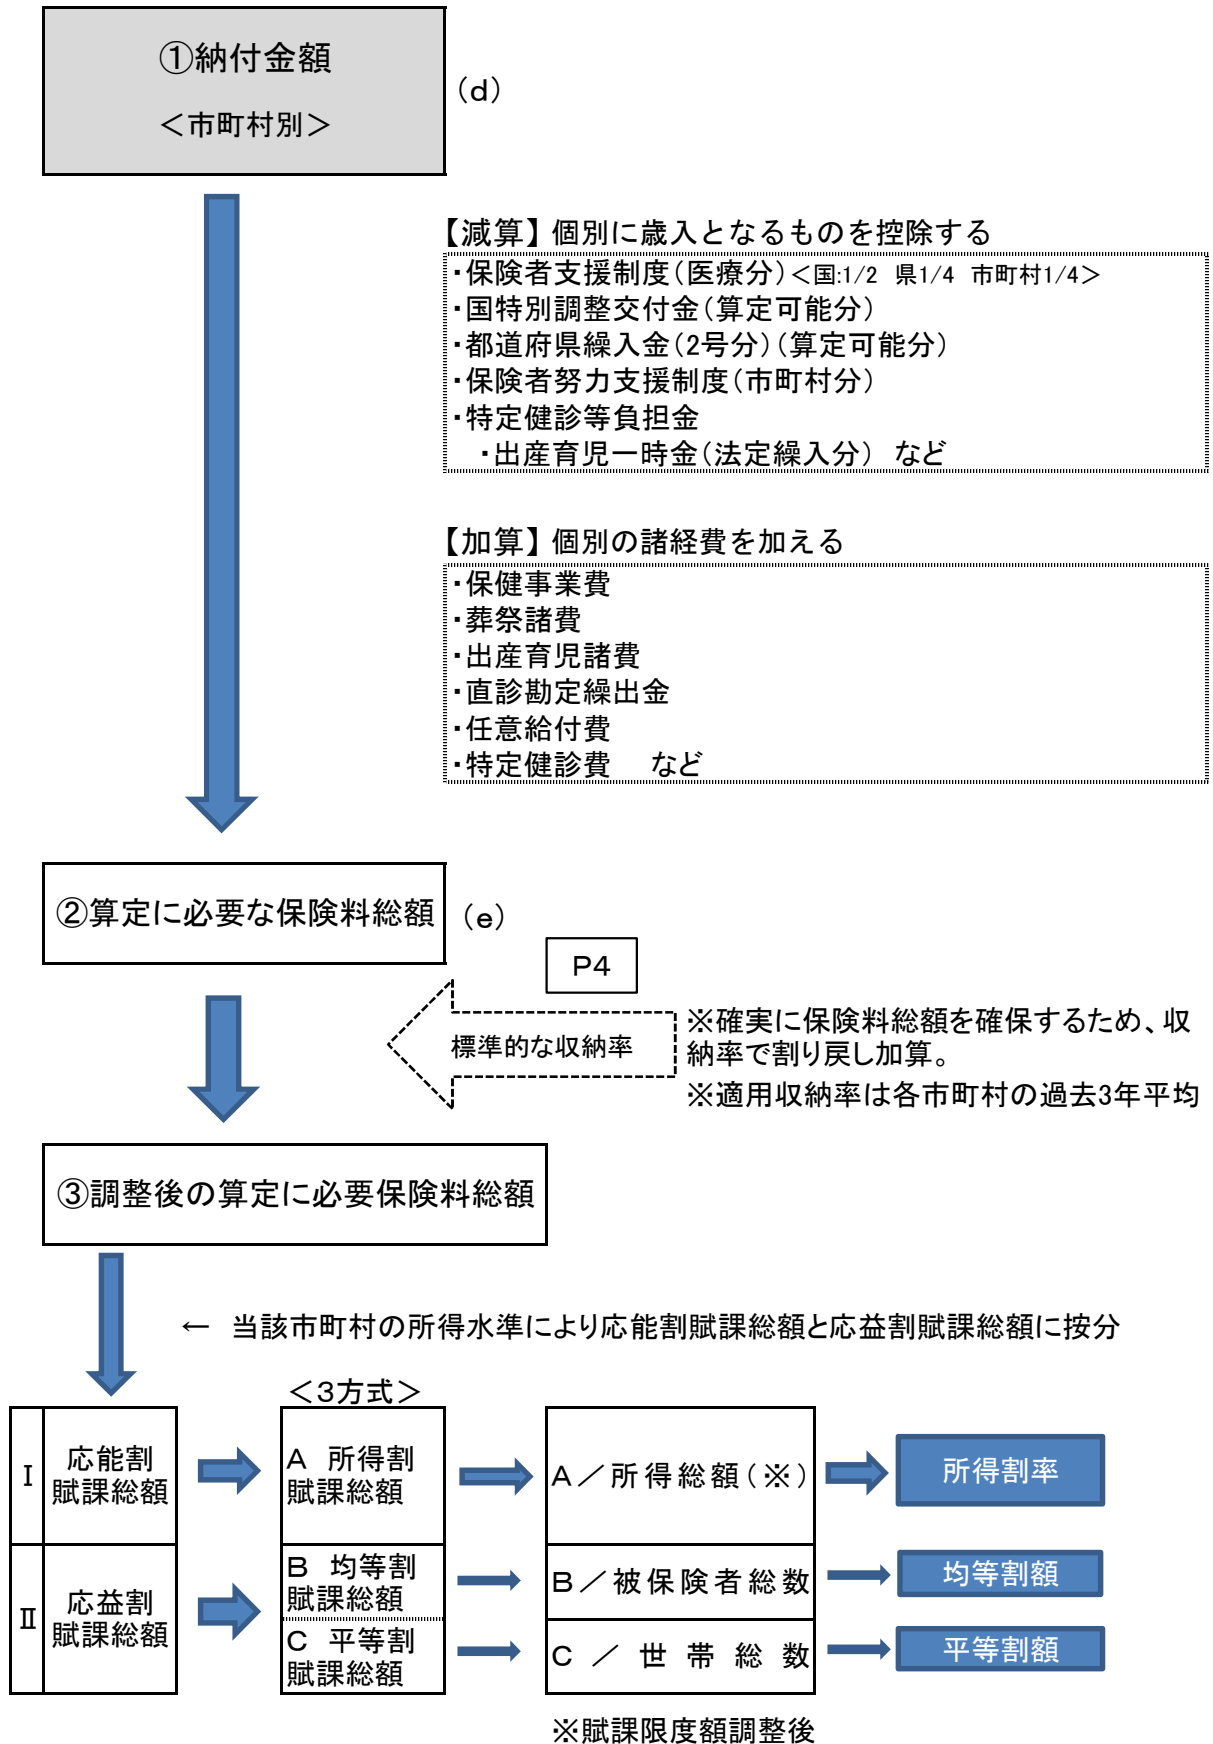 ①納付金額
(d)
＜市町村別＞
【減算】個別に歳入となるものを控除する
・保険者支援制度(医療分)＜国:1/2　県1/4　市町村1/4＞
・国特別調整交付金(算定可能分)
・都道府県繰入金(2号分)(算定可能分)
・保険者努力支援制度(市町村分)
・特定健診等負担金
・出産育児一時金(法定繰入分)　など
【加算】個別の諸経費を加える
・保健事業費
・葬祭諸費
・出産育児諸費
・直診勘定繰出金
・任意給付費
・特定健診費　など
②算定に必要な保険料総額
(e)
P4
標準的な収納率
※確実に保険料総額を確保するため、収
納率で割り戻し加算。
※適用収納率は各市町村の過去3年平均
③調整後の算定に必要保険料総額
←　当該市町村の所得水準により応能割賦課総額と応益割賦課総額に按分
＜3方式＞
Ⅰ
応能割
賦課総額
A　所得割
賦課総額
A／所得総額(※)
所得割率
Ⅱ
応益割
賦課総額
B　均等割
賦課総額
B／被保険者総数
均等割額
C　平等割
賦課総額
C／世帯総数
平等割額
※賦課限度額調整後